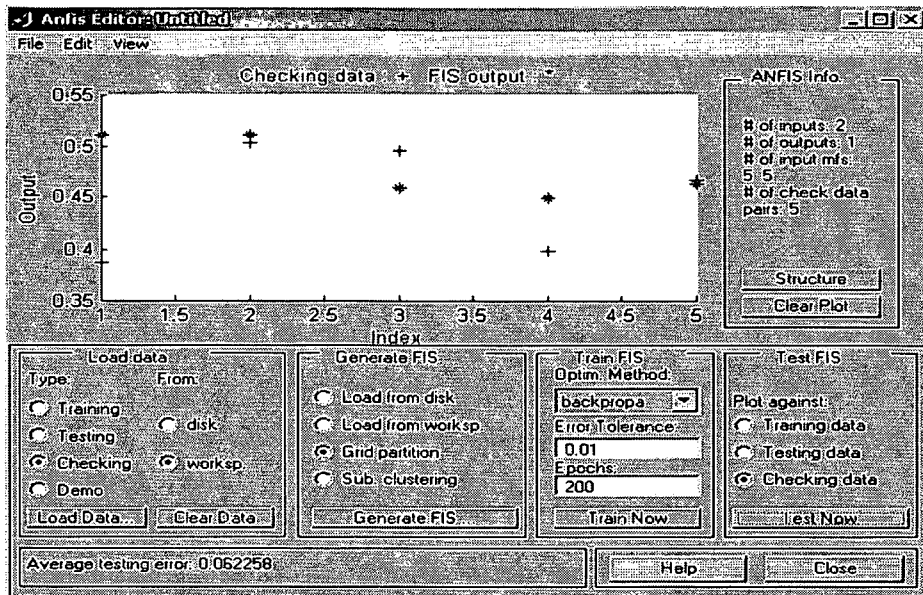 Anfis Editor: Untitled
File Edit View
Checking data : + FIS output : *
0.55
0.5
0.45
0.4
0.35
Output
1 1.5 2 2.5 3 3.5 4 4.5 5
Index
ANFIS Info.
# of inputs: 2
# of outputs: 1
# of input mfs:
5 5
# of check data
pairs: 5
Structure
Clear Plot
Load data
Type:
From:
Training
Testing
Checking
Demo
disk
worksp.
Load Data...
Clear Data
Generate FIS
Load from disk
Load from worksp.
Grid partition
Sub. clustering
Generate FIS...
Train FIS
Optim. Method:
backpropa
Error Tolerance:
0.01
Epochs:
200
Train Now
Test FIS
Plot against:
Training data
Testing data
Checking data
Test Now
Average testing error: 0.062258
Help
Close